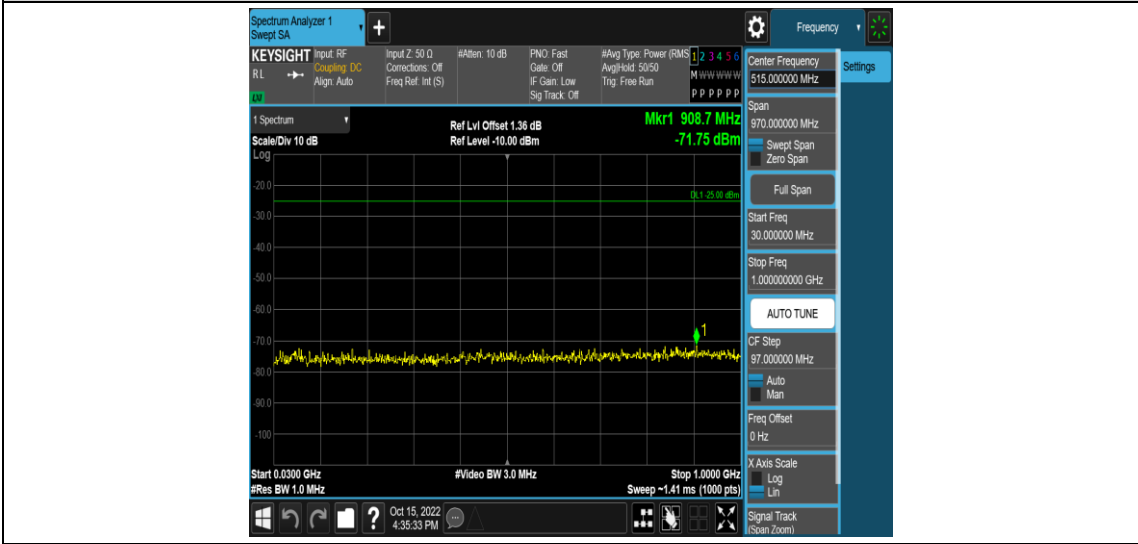 Spectrum Analyzer 1
Swept SA
Frequency
KEYSIGHT
RL
Input: RF
Coupling: DC
Align: Auto
Input Z: 50 Ω
Corrections: Off
Freq Ref: Int (S)
#Atten: 10 dB
PNO: Fast
Gate: Off
IF Gain: Low
Sig Track: Off
#Avg Type: Power (RMS
Avg|Hold: 50/50
Trig: Free Run
1 2 3 4 5 6
M W W W W W
P P P P P P
1 Spectrum
Scale/Div 10 dB
Log
Ref Lvl Offset 1.36 dB
Ref Level -10.00 dBm
Mkr1 908.7 MHz
-71.75 dBm
-20.0
DL1 -25.00 dBm
-30.0
-40.0
-50.0
-60.0
-70.0
1
-80.0
-90.0
-100
Start 0.0300 GHz
#Res BW 1.0 MHz
#Video BW 3.0 MHz
Stop 1.0000 GHz
Sweep ~1.41 ms (1000 pts)
Oct 15, 2022
4:35:33 PM
Center Frequency
515.000000 MHz
Settings
Span
970.000000 MHz
Swept Span
Zero Span
Full Span
Start Freq
30.000000 MHz
Stop Freq
1.000000000 GHz
AUTO TUNE
CF Step
97.000000 MHz
Auto
Man
Freq Offset
0 Hz
X Axis Scale
Log
Lin
Signal Track
(Span Zoom)